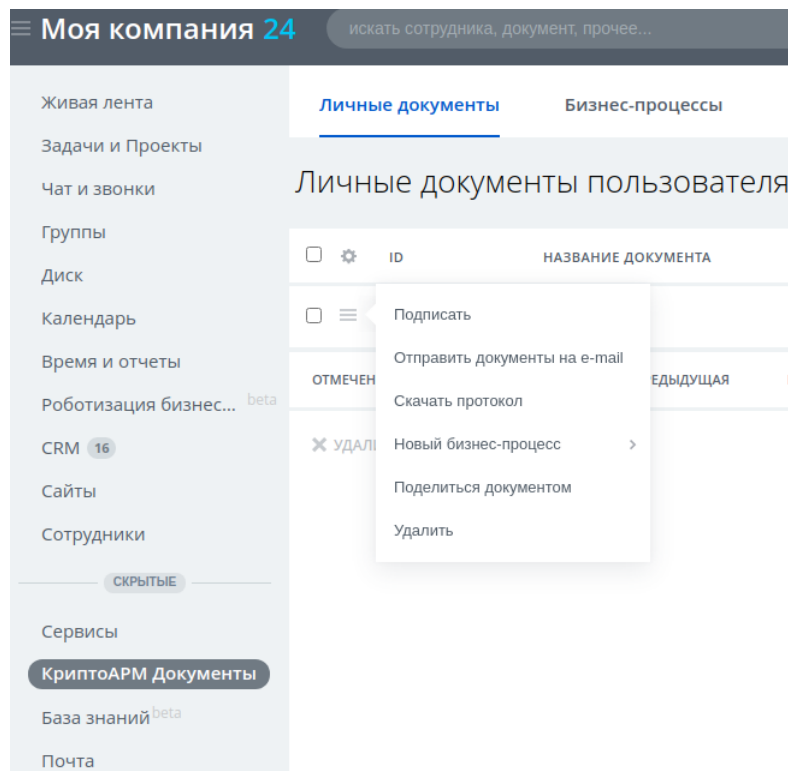 Моя компания 24
искать сотрудника, документ, прочее...
Живая лента
Задачи и Проекты
Чат и звонки
Группы
Диск
Календарь
Время и отчеты
Роботизация бизнес... beta
CRM 16
Сайты
Сотрудники
СКРЫТЫЕ
Сервисы
КриптоАРМ Документы
База знаний beta
Почта
Личные документы
Бизнес-процессы
Личные документы пользователя
ID
НАЗВАНИЕ ДОКУМЕНТА
Подписать
Отправить документы на e-mail
Скачать протокол
Новый бизнес-процесс
Поделиться документом
Удалить
ОТМЕЧЕН
ЕДЫДУЩАЯ
УДАЛ